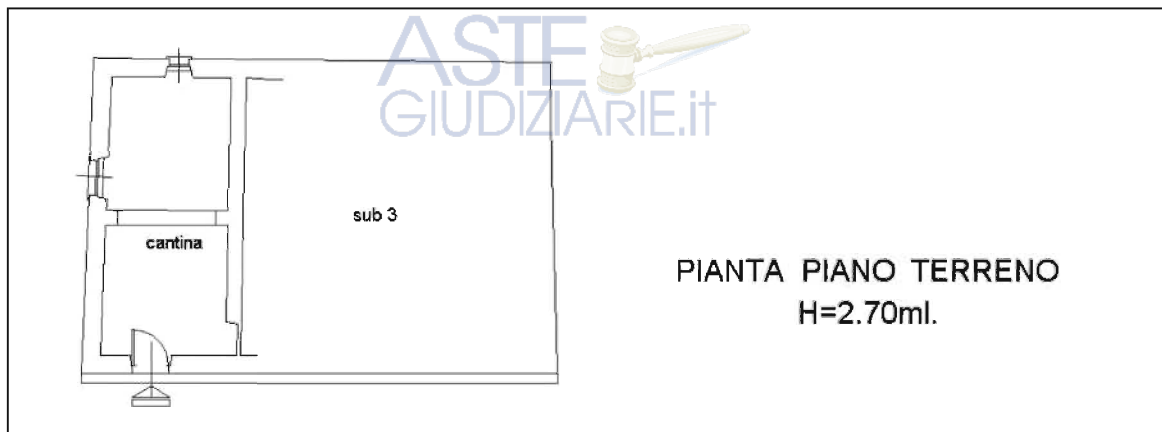 ASTE
GIUDIZIARIE.it
sub 3
cantina
PIANTA PIANO TERRENO
H=2.70ml.